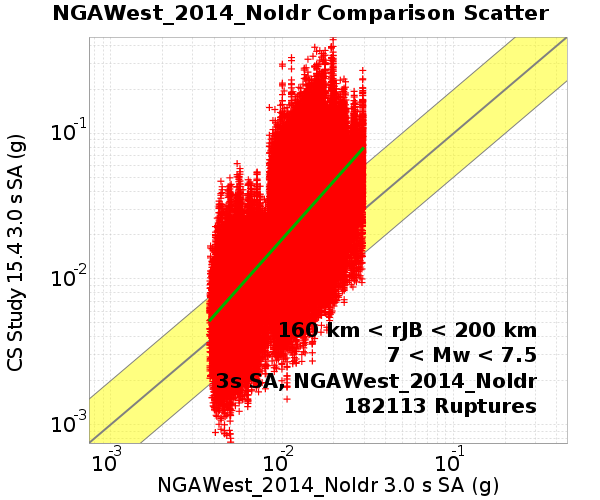 NGAWest_2014_NoIdr Comparison Scatter
CS Study 15.4 3.0 s SA (g)
10-1
10-2
10-3
160 km < rJB < 200 km
7 < Mw < 7.5
3s SA, NGAWest_2014_NoIdr
182113 Ruptures
10-3 10-2 10-1
NGAWest_2014_NoIdr 3.0 s SA (g)